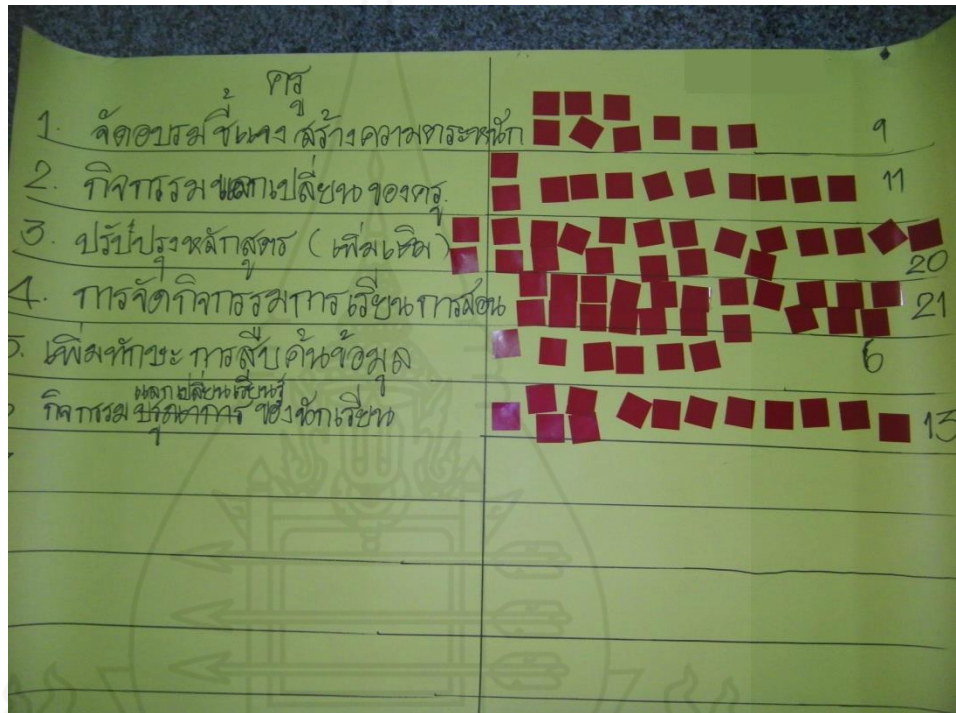 ครู
1. จัดอบรมชี้แจง/สร้างความตระหนัก 9
2. กิจกรรมแลกเปลี่ยนของครู 11
3. ปรับปรุงหลักสูตร (เพิ่มเติม) 20
4. การจัดกิจกรรมการเรียนการสอน 21
5. เพิ่มทักษะการสืบค้นข้อมูล 6
แลกเปลี่ยนเรียนรู้
กิจกรรม ของนักเรียน 13